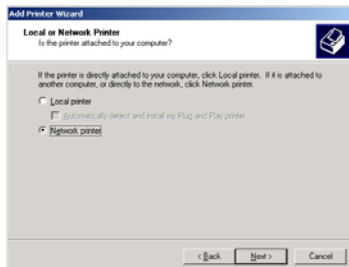 Add Printer Wizard
Local or Network Printer
Is the printer attached to your computer?
If the printer is directly attached to your computer, click Local printer. If it is attached to
another computer, or directly to the network, click Network printer.
Local printer
Automatically detect and install my Plug and Play printer
Network printer
< Back
Next >
Cancel